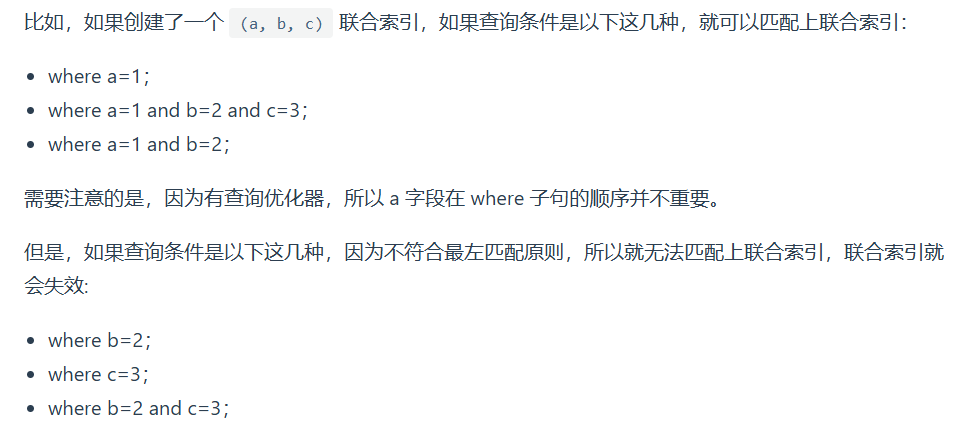 比如，如果创建了一个 (a, b, c) 联合索引，如果查询条件是以下这几种，就可以匹配上联合索引：
• where a=1；
• where a=1 and b=2 and c=3；
• where a=1 and b=2；
需要注意的是，因为有查询优化器，所以 a 字段在 where 子句的顺序并不重要。
但是，如果查询条件是以下这几种，因为不符合最左匹配原则，所以就无法匹配上联合索引，联合索引就
会失效:
• where b=2；
• where c=3；
• where b=2 and c=3；